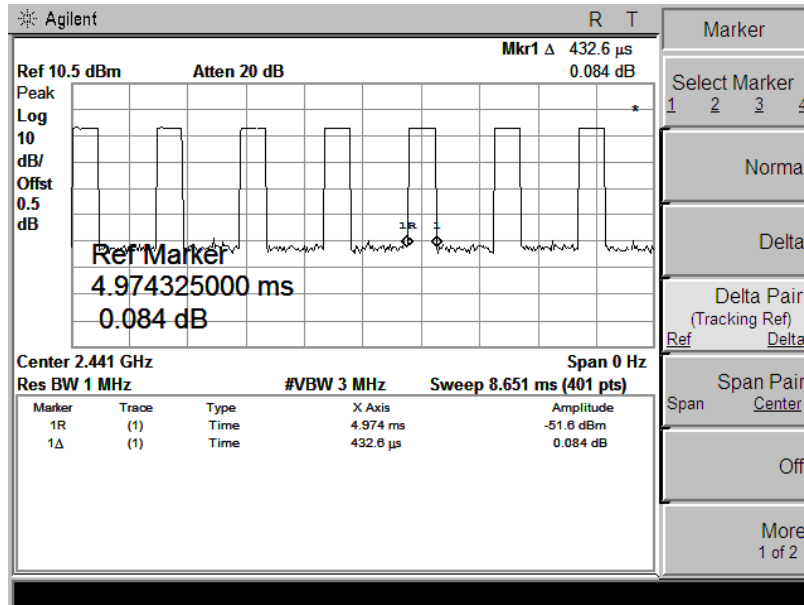 Agilent R T
Mkr1 Δ 432.6 μs
Ref 10.5 dBm Atten 20 dB 0.084 dB
Peak
Log
10
dB/
Offst
0.5
dB
*
1R 1
Ref Marker
4.974325000 ms
0.084 dB
Center 2.441 GHz Span 0 Hz
Res BW 1 MHz #VBW 3 MHz Sweep 8.651 ms (401 pts)
Marker Trace Type X Axis Amplitude
1R (1) Time 4.974 ms -51.6 dBm
1Δ (1) Time 432.6 μs 0.084 dB
Marker
Select Marker
1 2 3 4
Norma
Delta
Delta Pair
(Tracking Ref)
Ref Delta
Span Pair
Span Center
Off
More
1 of 2